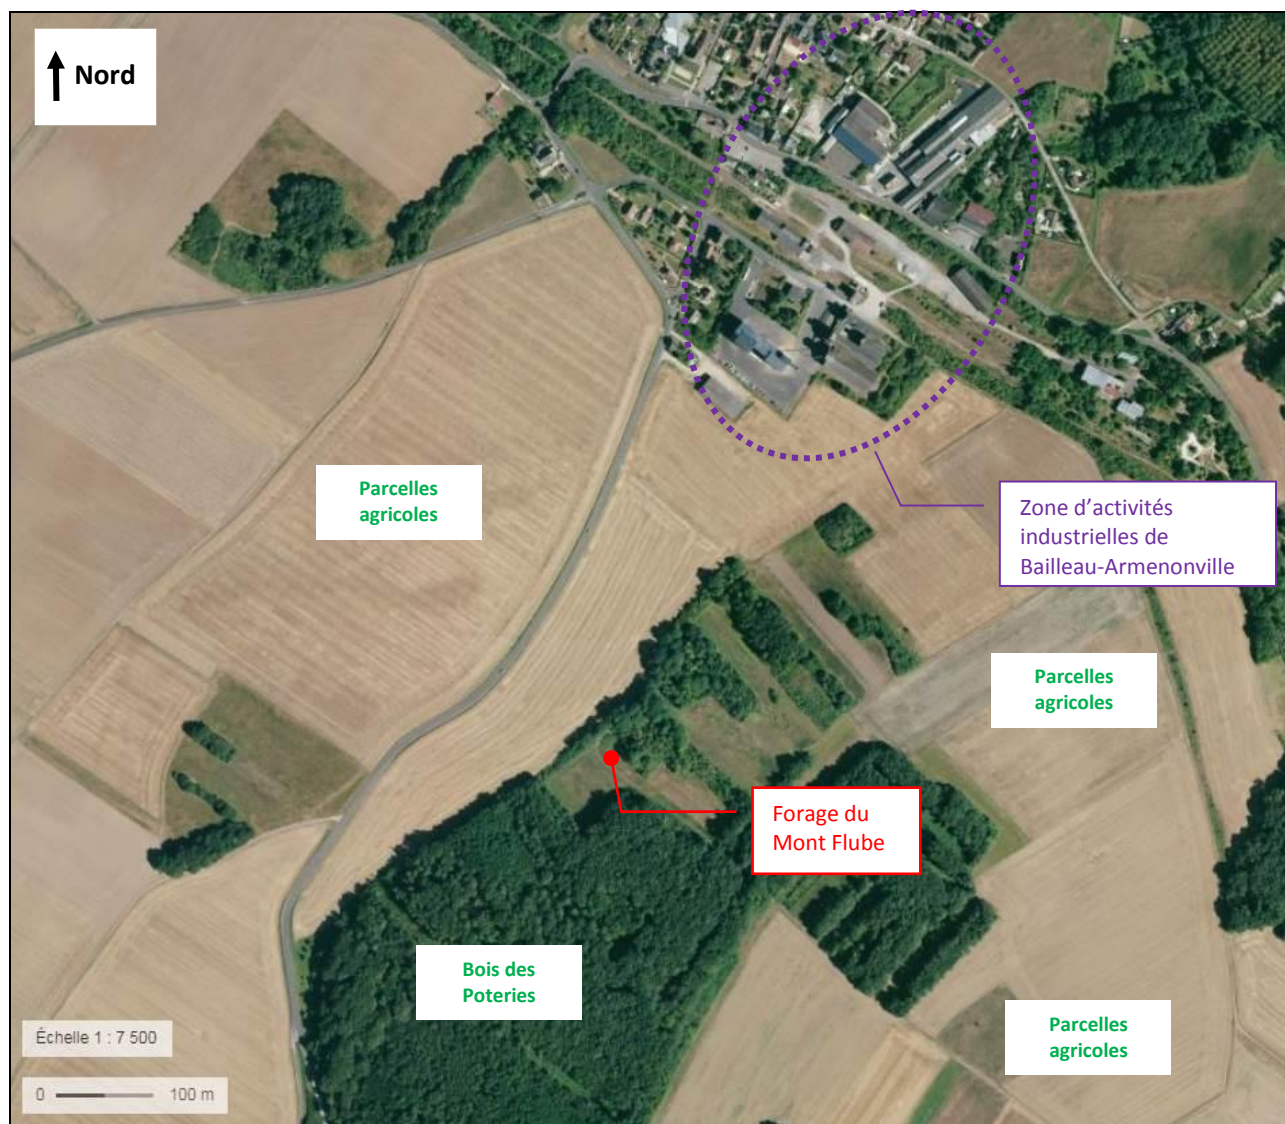 Nord
Parcelles
agricoles
Zone d’activités
industrielles de
Bailleau-Armenonville
Parcelles
agricoles
Forage du
Mont Flube
Bois des
Poteries
Parcelles
agricoles
Échelle 1 : 7 500
0 100 m